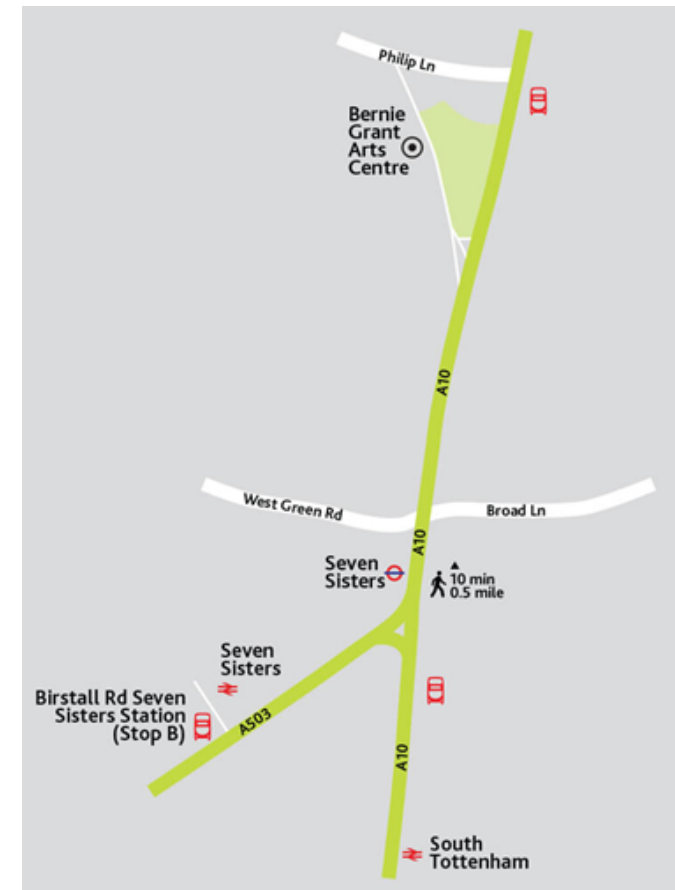 Philip Ln
Bernie
Grant
Arts
Centre
A10
West Green Rd
Broad Ln
A10
Seven
Sisters
10 min
0.5 mile
Seven
Sisters
Birstall Rd Seven
Sisters Station
(Stop B)
A503
A10
South
Tottenham